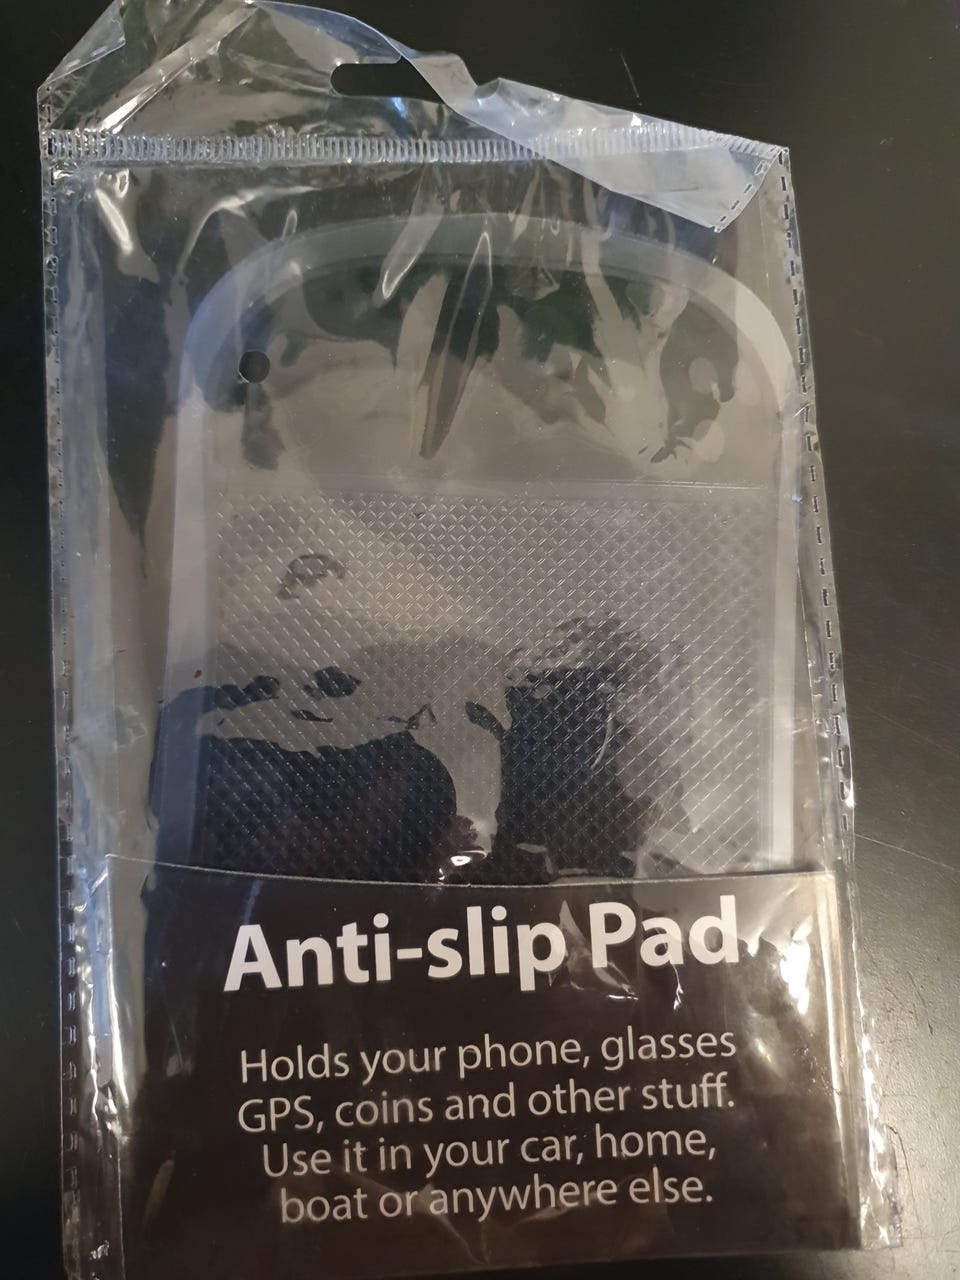 Anti-slip Pad
Holds your phone, glasses
GPS, coins and other stuff.
Use it in your car, home,
boat or anywhere else.